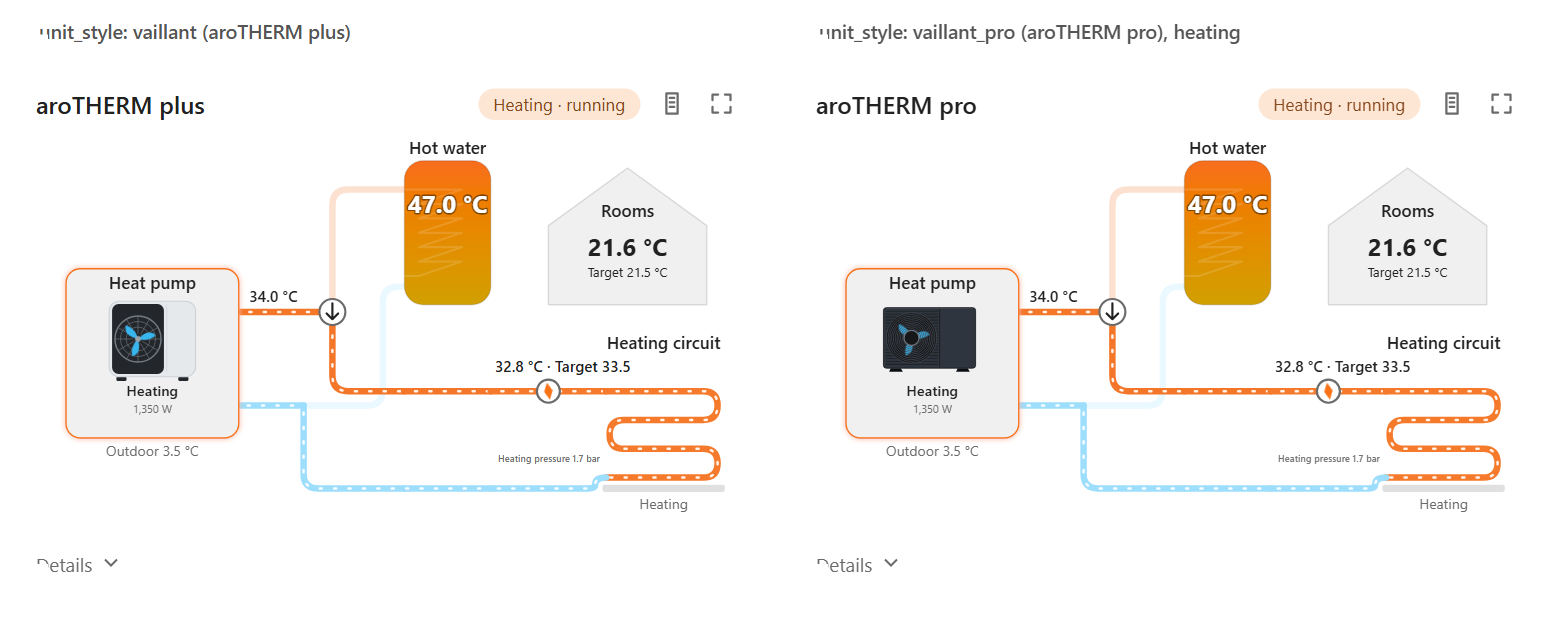 unit_style: vaillant (aroTHERM plus)
aroTHERM plus
Heating · running
Hot water
47.0 °C
Rooms
21.6 °C
Target 21.5 °C
Heat pump
34.0 °C
Heating
1,350 W
Outdoor 3.5 °C
Heating circuit
32.8 °C · Target 33.5
Heating pressure 1.7 bar
Heating
Details
unit_style: vaillant_pro (aroTHERM pro), heating
aroTHERM pro
Heating · running
Hot water
47.0 °C
Rooms
21.6 °C
Target 21.5 °C
Heat pump
34.0 °C
Heating
1,350 W
Outdoor 3.5 °C
Heating circuit
32.8 °C · Target 33.5
Heating pressure 1.7 bar
Heating
Details